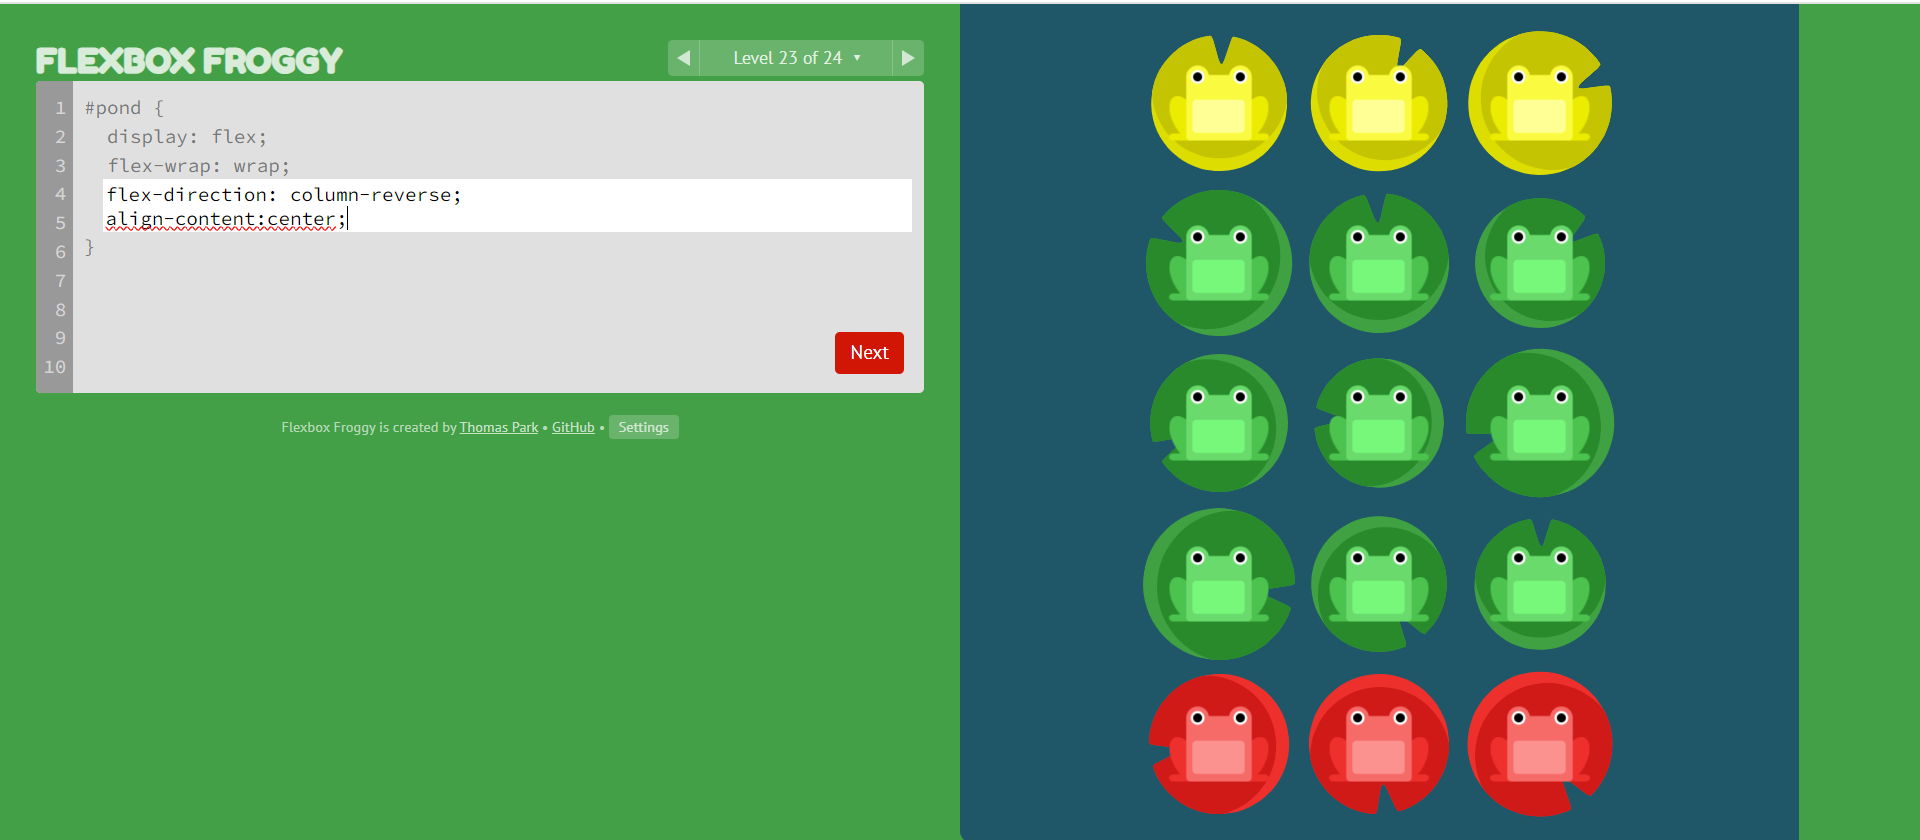 FLEXBOX FROGGY
◀ Level 23 of 24 ▼ ▶
1 #pond {
2 display: flex;
3 flex-wrap: wrap;
4 flex-direction: column-reverse;
5 align-content:center;
6 }
7
8
9
10
Next
Flexbox Froggy is created by Thomas Park • GitHub • Settings